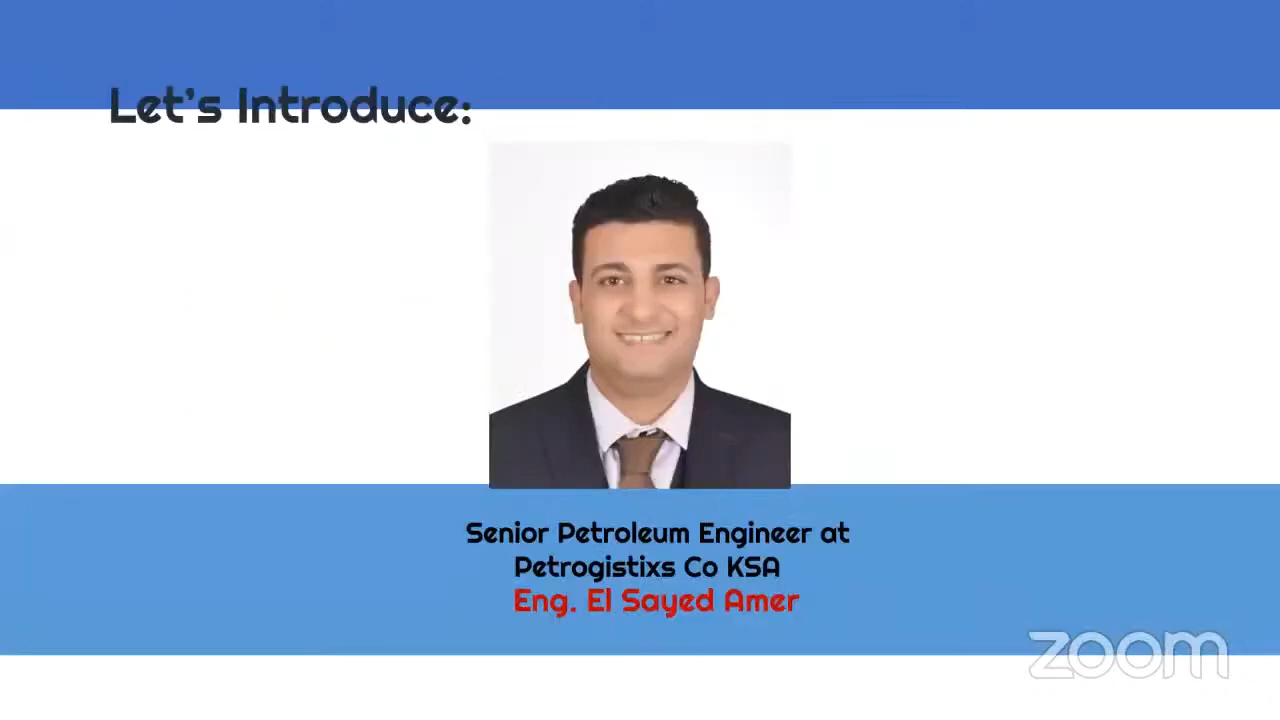 Let's Introduce:
Senior Petroleum Engineer at
Petrogistixs Co KSA
Eng. El Sayed Amer
zoom